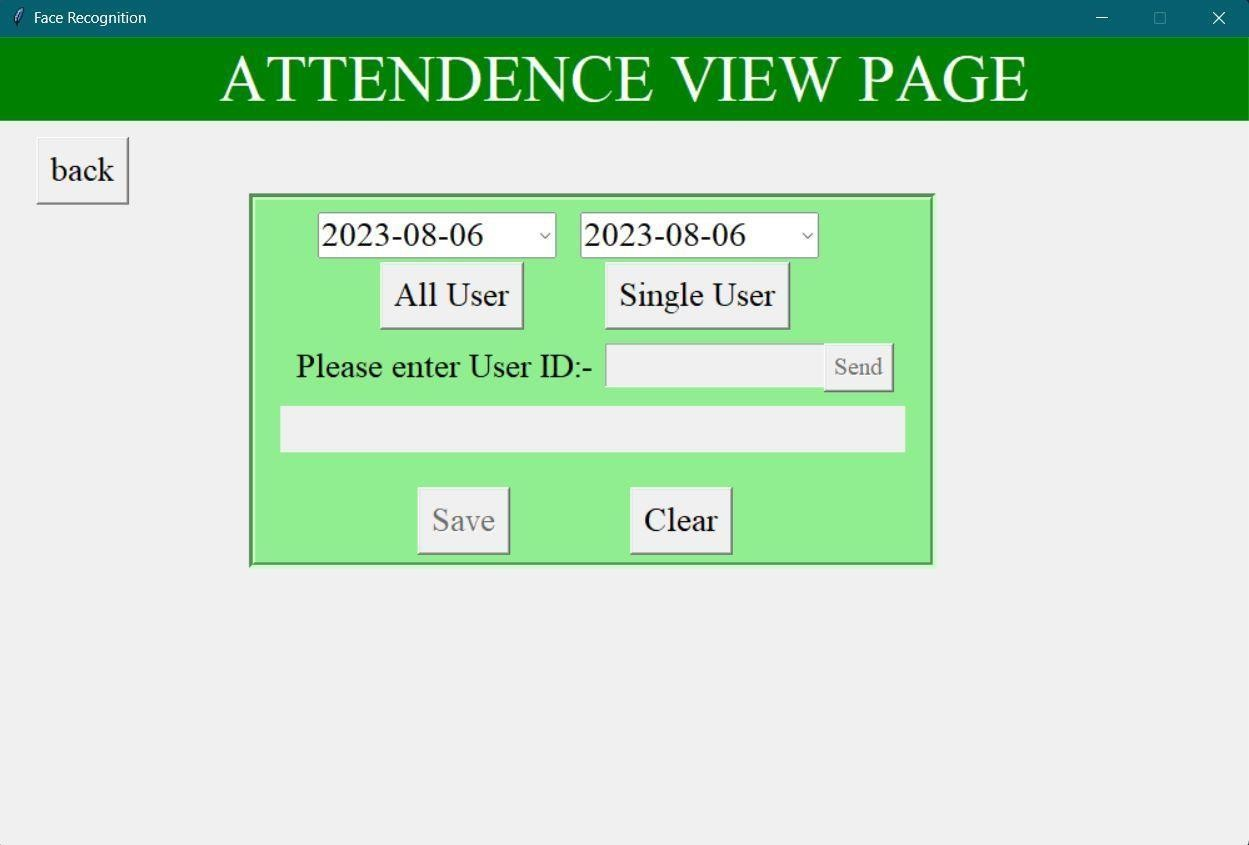 Face Recognition
ATTENDENCE VIEW PAGE
back
2023-08-06 2023-08-06
All User Single User
Please enter User ID:- Send
Save Clear